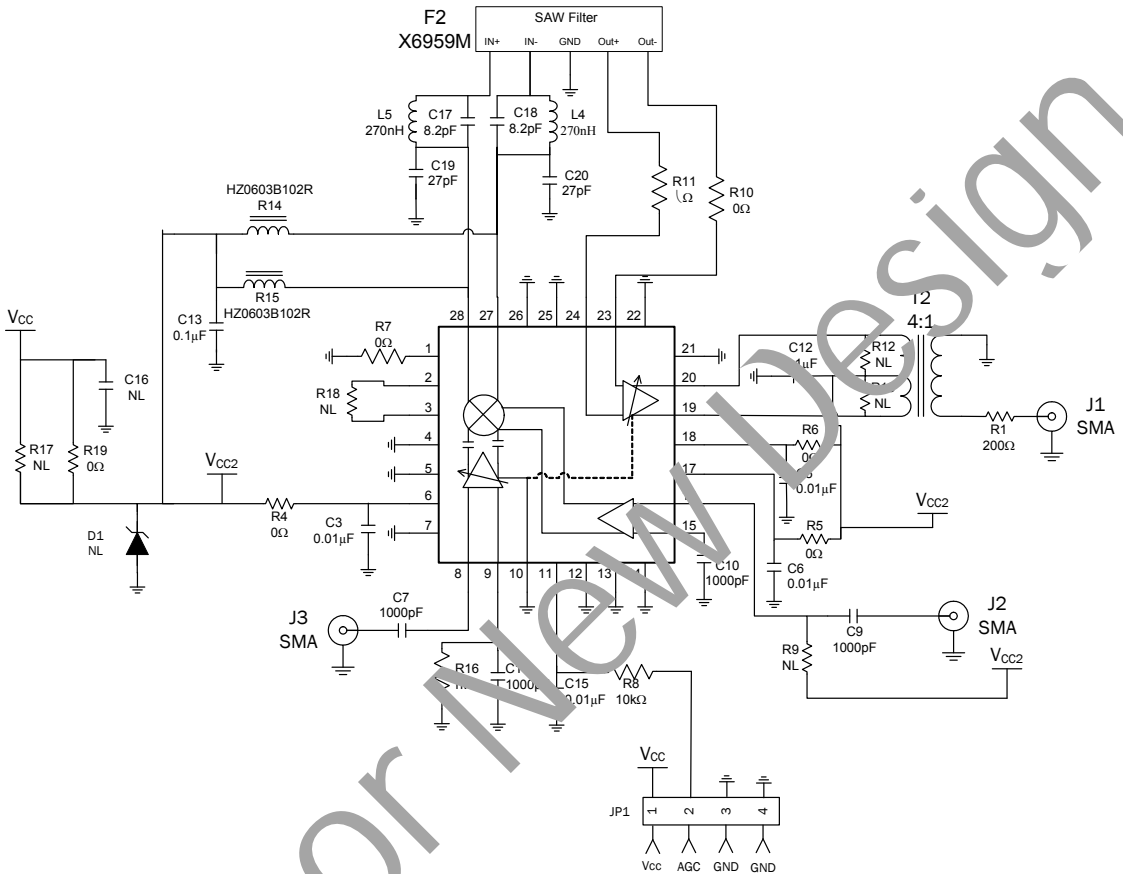 F2
X6959M
SAW Filter
IN+ IN- GND Out+ Out-
L5
270nH
C17
8.2pF
C18
8.2pF
L4
270nH
C19
27pF
C20
27pF
R11
R10
0Ω
HZ0603B102R
R14
R15
HZ0603B102R
C13
0.1µF
VCC
C16
NL
R17
NL
R19
0Ω
VCC2
D1
NL
R4
0Ω
C3
0.01µF
R7
0Ω
R18
NL
28 27 26 25 24 23 22
1
2
3
4
5
6
7
21
20
19
18
17
15
8 9 10 11 12 13
4:1
C12
R12
NL
NL
R1
200Ω
J1
SMA
R6
0.01µF
R5
0Ω
VCC2
C6
0.01µF
C10
1000pF
J3
SMA
C7
1000pF
R16
1000p
C15
0.01µF
R8
10kΩ
R9
NL
C9
1000pF
J2
SMA
VCC2
VCC
JP1
1 2 3 4
Vcc AGC GND GND
or New Design